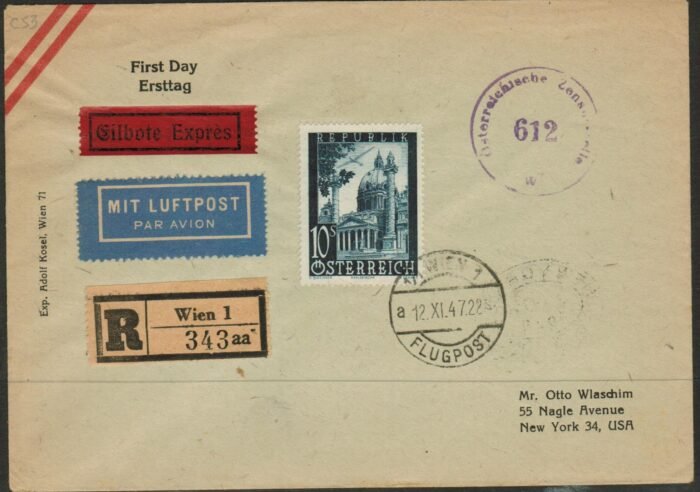 C53
First Day
Ersttag
Eilbote Exprès
MIT LUFTPOST
PAR AVION
Exp. Adolf Kosel, Wien 71
R
Wien 1
343aa
REPUBLIK
10S
ÖSTERREICH
Österreichische Zensurstelle
612
W
WIEN 1
a 12.XI.47.22
FLUGPOST
Mr. Otto Wlaschim
55 Nagle Avenue
New York 34, USA